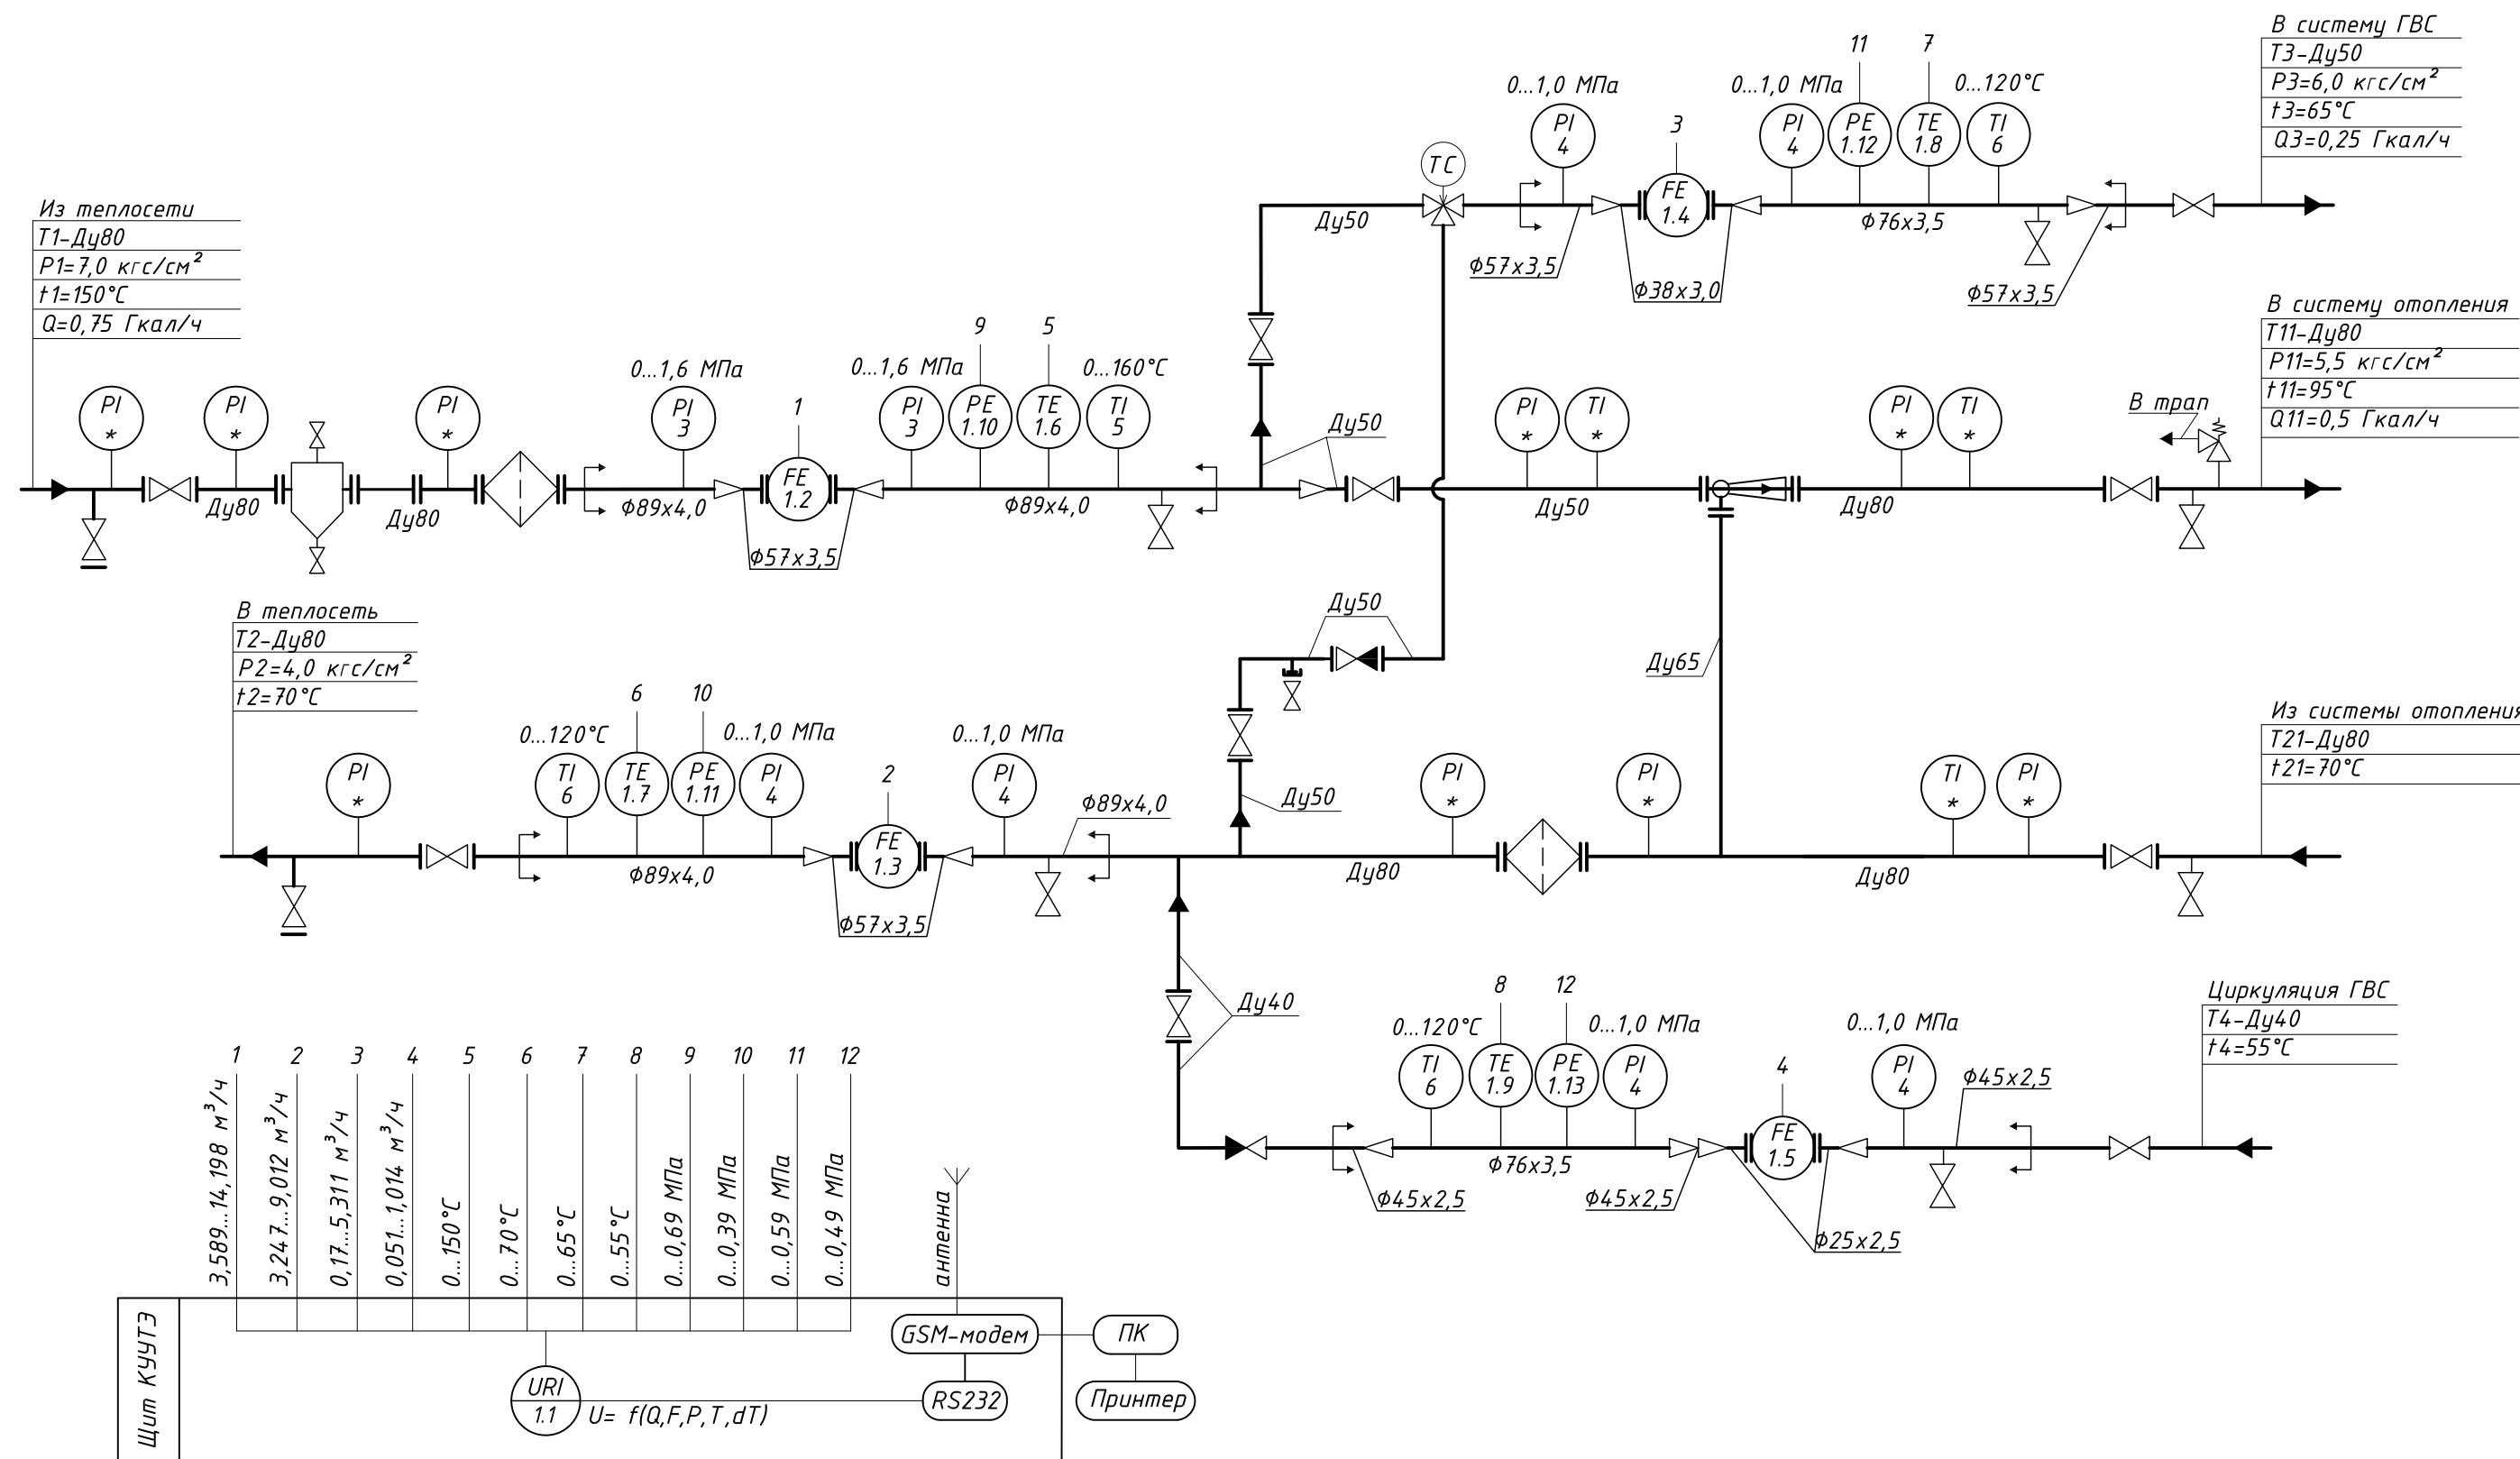 В систему ГВС
Т3-Ду50
Р3=6,0 кгс/см²
t3=65°С
Q3=0,25 Гкал/ч
11
7
0...1,0 МПа
0...1,0 МПа
0...120°С
3
PI
4
PI
4
PE
1.12
TE
1.8
TI
6
TC
FE
1.4
Ду50
Ф76х3,5
Ф57х3,5
Ф38х3,0
Ф57х3,5
Из теплосети
Т1-Ду80
Р1=7,0 кгс/см²
t1=150°С
Q=0,75 Гкал/ч
В систему отопления
Т11-Ду80
Р11=5,5 кгс/см²
t11=95°С
Q11=0,5 Гкал/ч
В трап
9
5
0...1,6 МПа
0...1,6 МПа
0...160°С
1
PI
*
PI
*
PI
*
PI
3
FE
1.2
PI
3
PE
1.10
TE
1.6
TI
5
Ду50
PI
*
TI
*
PI
*
TI
*
Ду80
Ду80
Ф89х4,0
Ф57х3,5
Ф89х4,0
Ду50
Ду80
Ду50
Ду65
В теплосеть
Т2-Ду80
Р2=4,0 кгс/см²
t2=70°С
Из системы отопления
Т21-Ду80
t21=70°С
6
10
0...120°С
0...1,0 МПа
0...1,0 МПа
2
PI
*
TI
6
TE
1.7
PE
1.11
PI
4
FE
1.3
PI
4
Ф89х4,0
Ду50
PI
*
PI
*
TI
*
PI
*
Ф89х4,0
Ф57х3,5
Ду80
Ду80
Ду40
Циркуляция ГВС
Т4-Ду40
t4=55°С
8
12
0...120°С
0...1,0 МПа
0...1,0 МПа
4
TI
6
TE
1.9
PE
1.13
PI
4
FE
1.5
PI
4
Ф45х2,5
Ф76х3,5
Ф45х2,5
Ф45х2,5
Ф25х2,5
1 2 3 4 5 6 7 8 9 10 11 12
3,589...14,198 м³/ч
3,247...9,012 м³/ч
0,17...5,311 м³/ч
0,051...1,014 м³/ч
0...150°С
0...70°С
0...65°С
0...55°С
0...0,69 МПа
0...0,39 МПа
0...0,59 МПа
0...0,49 МПа
антенна
Щит КУУТЭ
GSM-модем
ПК
URI
1.1
U= f(Q,F,P,T,dT)
RS232
Принтер